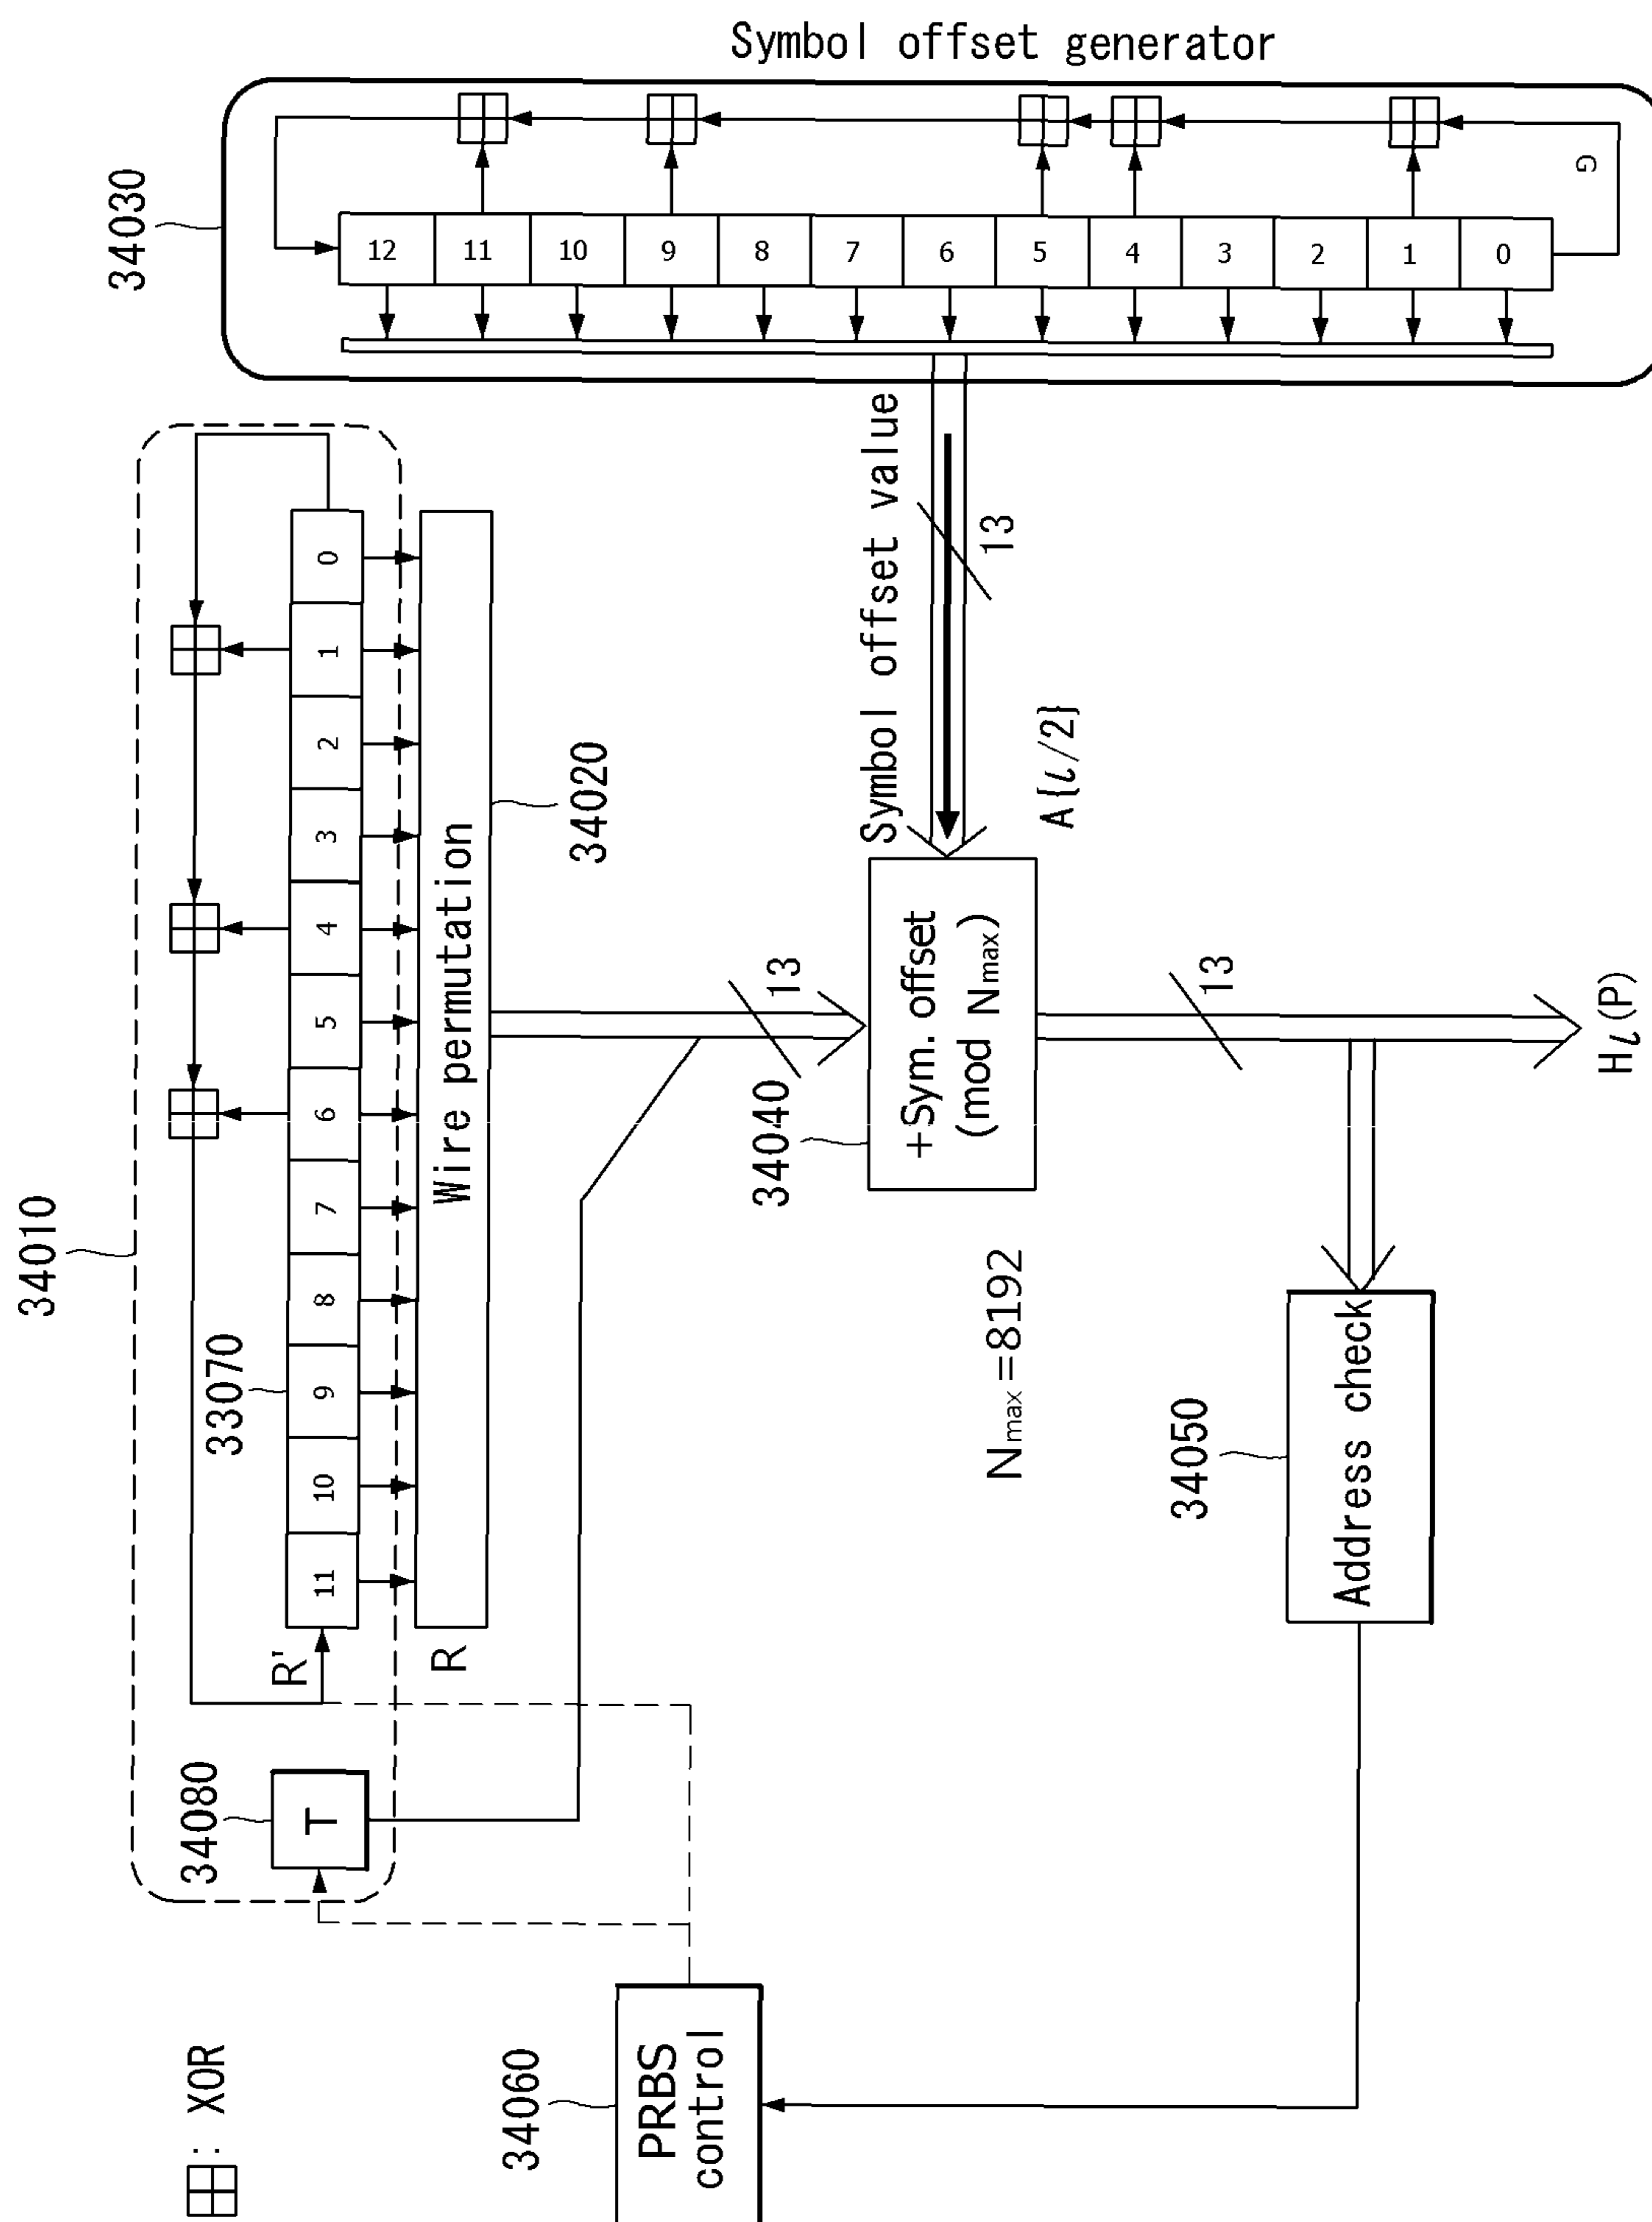 Symbol offset generator
34030
G
12 11 10 9 8 7 6 5 4 3 2 1 0
Symbol offset value
13
A{l/2}
34010
33070
0 1 2 3 4 5 6 7 8 9 10 11
R'
Wire permutation
R
34020
34080
T
13
34040
+Sym. offset
(mod Nmax)
Nmax=8192
13
Hl(P)
34050
Address check
34060
PRBS
control
: XOR